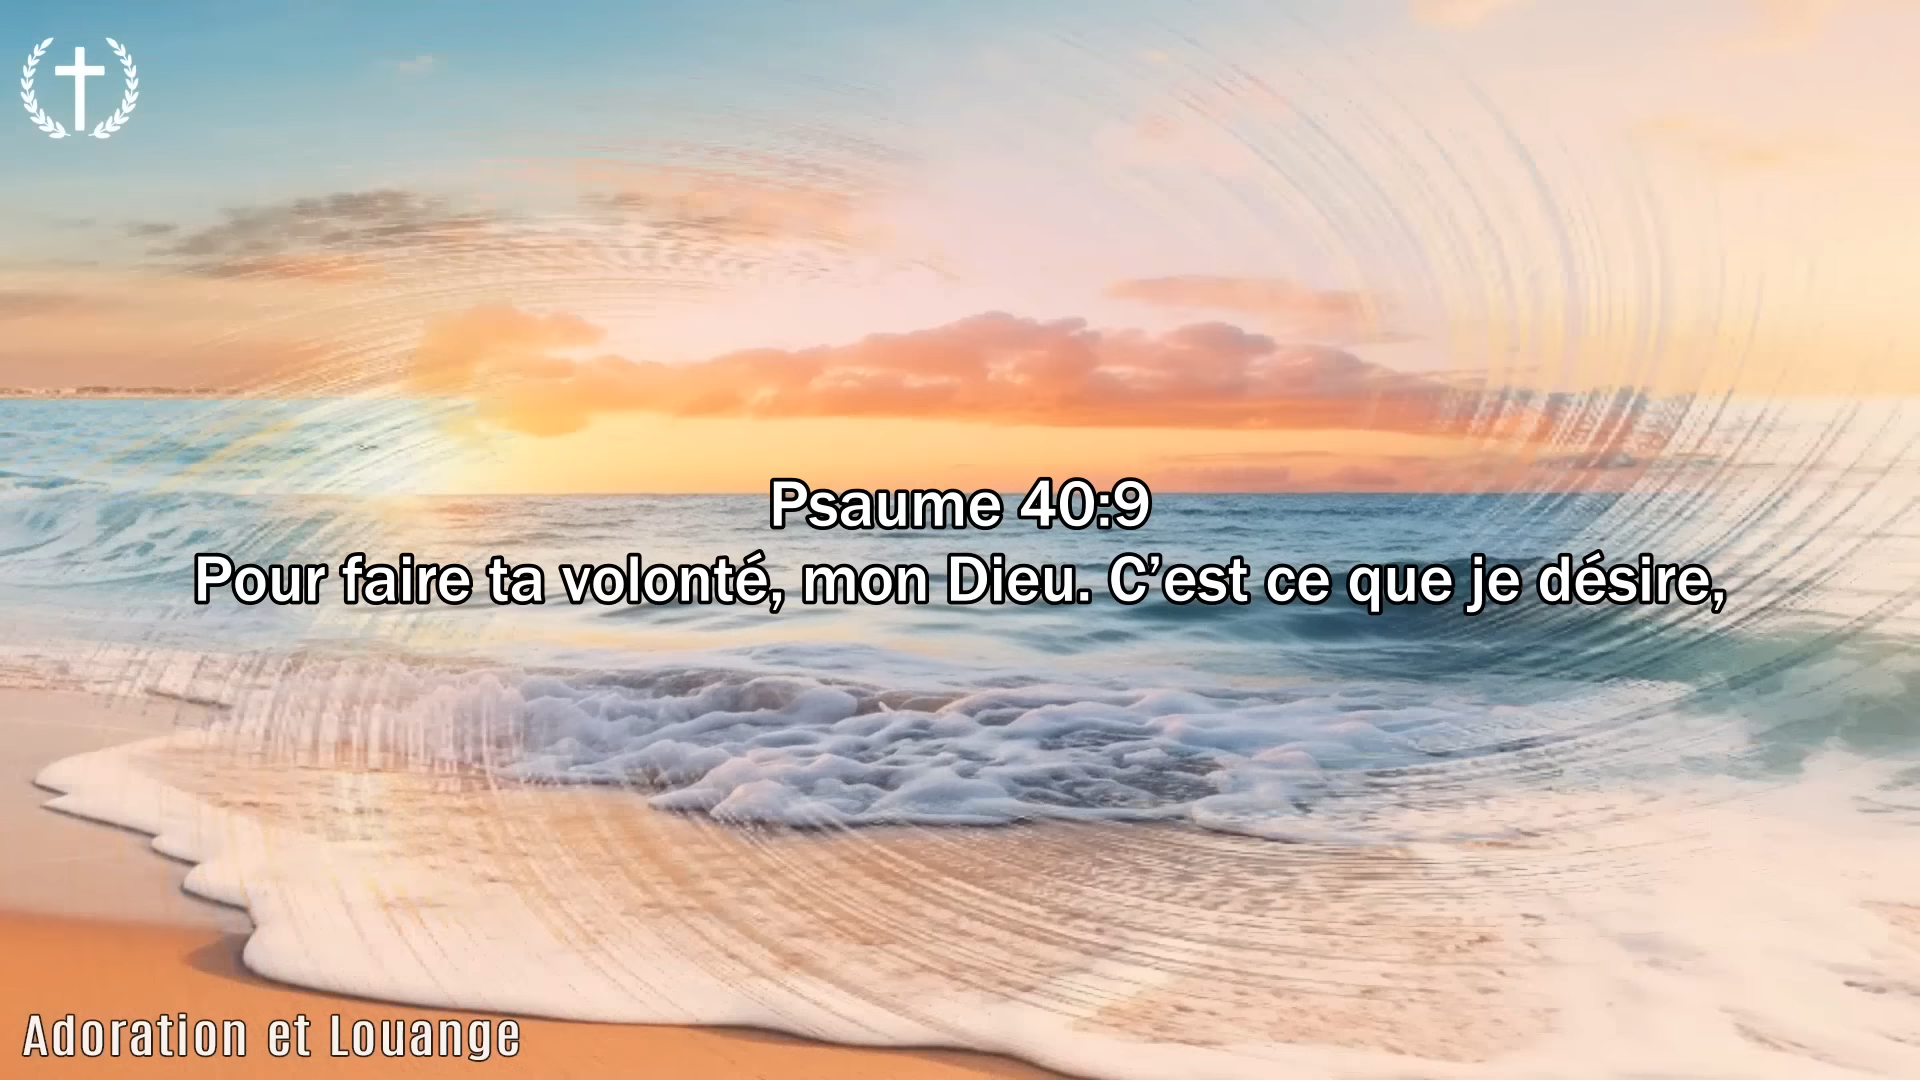 Psaume 40:9
Pour faire ta volonté, mon Dieu. C’est ce que je désire,
Adoration et Louange